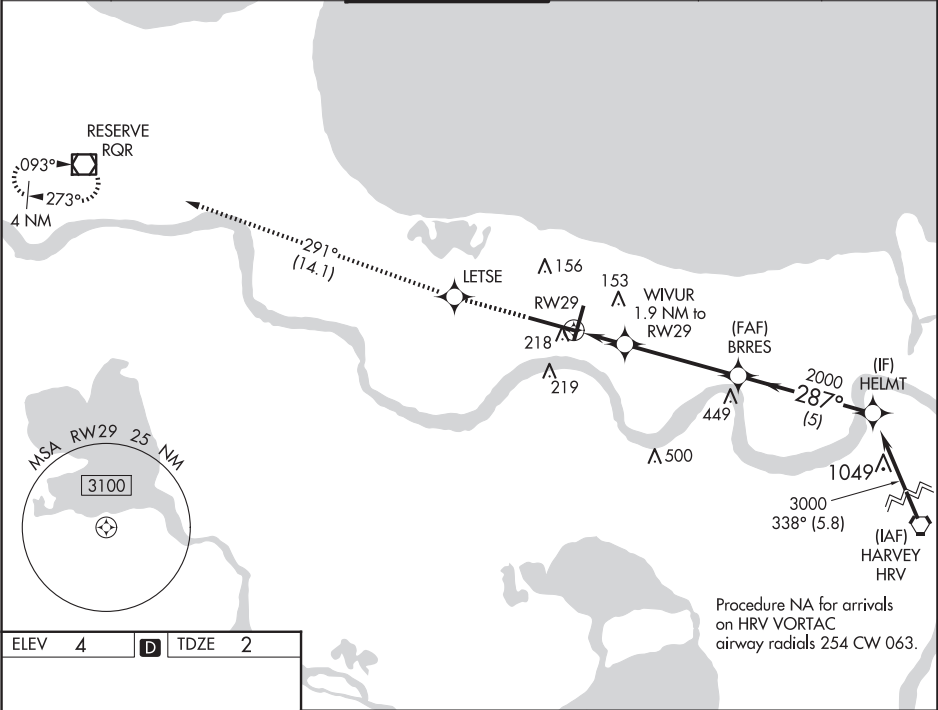 RESERVE
RQR
093°
273°
4 NM
291°
(14.1)
LETSE
156
153
RW29
WIVUR
1.9 NM to
RW29
218
219
(FAF)
BRRES
449
2000
287°
(5)
(IF)
HELMT
500
1049
3000
338° (5.8)
(IAF)
HARVEY
HRV
MSA RW29 25 NM
3100
Procedure NA for arrivals
on HRV VORTAC
airway radials 254 CW 063.
ELEV 4 D TDZE 2